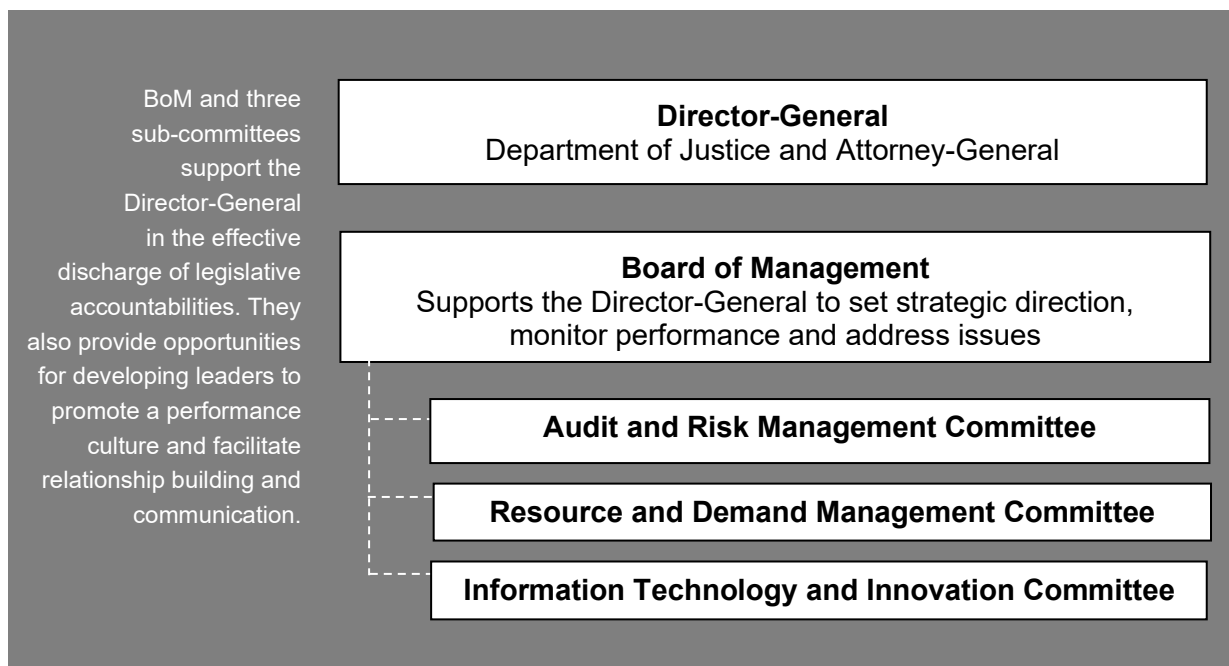 BoM and three
sub-committees
support the
Director-General
in the effective
discharge of legislative
accountabilities. They
also provide opportunities
for developing leaders to
promote a performance
culture and facilitate
relationship building and
communication.
Director-General
Department of Justice and Attorney-General
Board of Management
Supports the Director-General to set strategic direction,
monitor performance and address issues
Audit and Risk Management Committee
Resource and Demand Management Committee
Information Technology and Innovation Committee